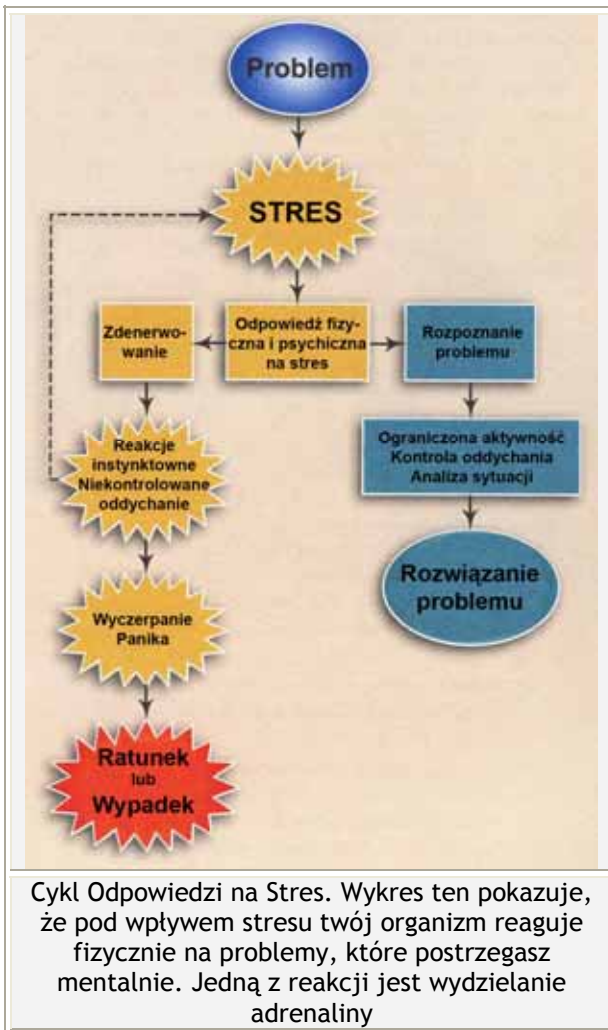 Problem
STRES
Zdenerwo-
wanie
Odpowiedź fizy-
czna i psychiczna
na stres
Rozpoznanie
problemu
Reakcje
instynktowne
Niekontrolowane
oddychanie
Ograniczona aktywność
Kontrola oddychania
Analiza sytuacji
Wyczerpanie
Panika
Rozwiązanie
problemu
Ratunek
lub
Wypadek
Cykl Odpowiedzi na Stres. Wykres ten pokazuje,
że pod wpływem stresu twój organizm reaguje
fizycznie na problemy, które postrzegasz
mentalnie. Jedną z reakcji jest wydzielanie
adrenaliny